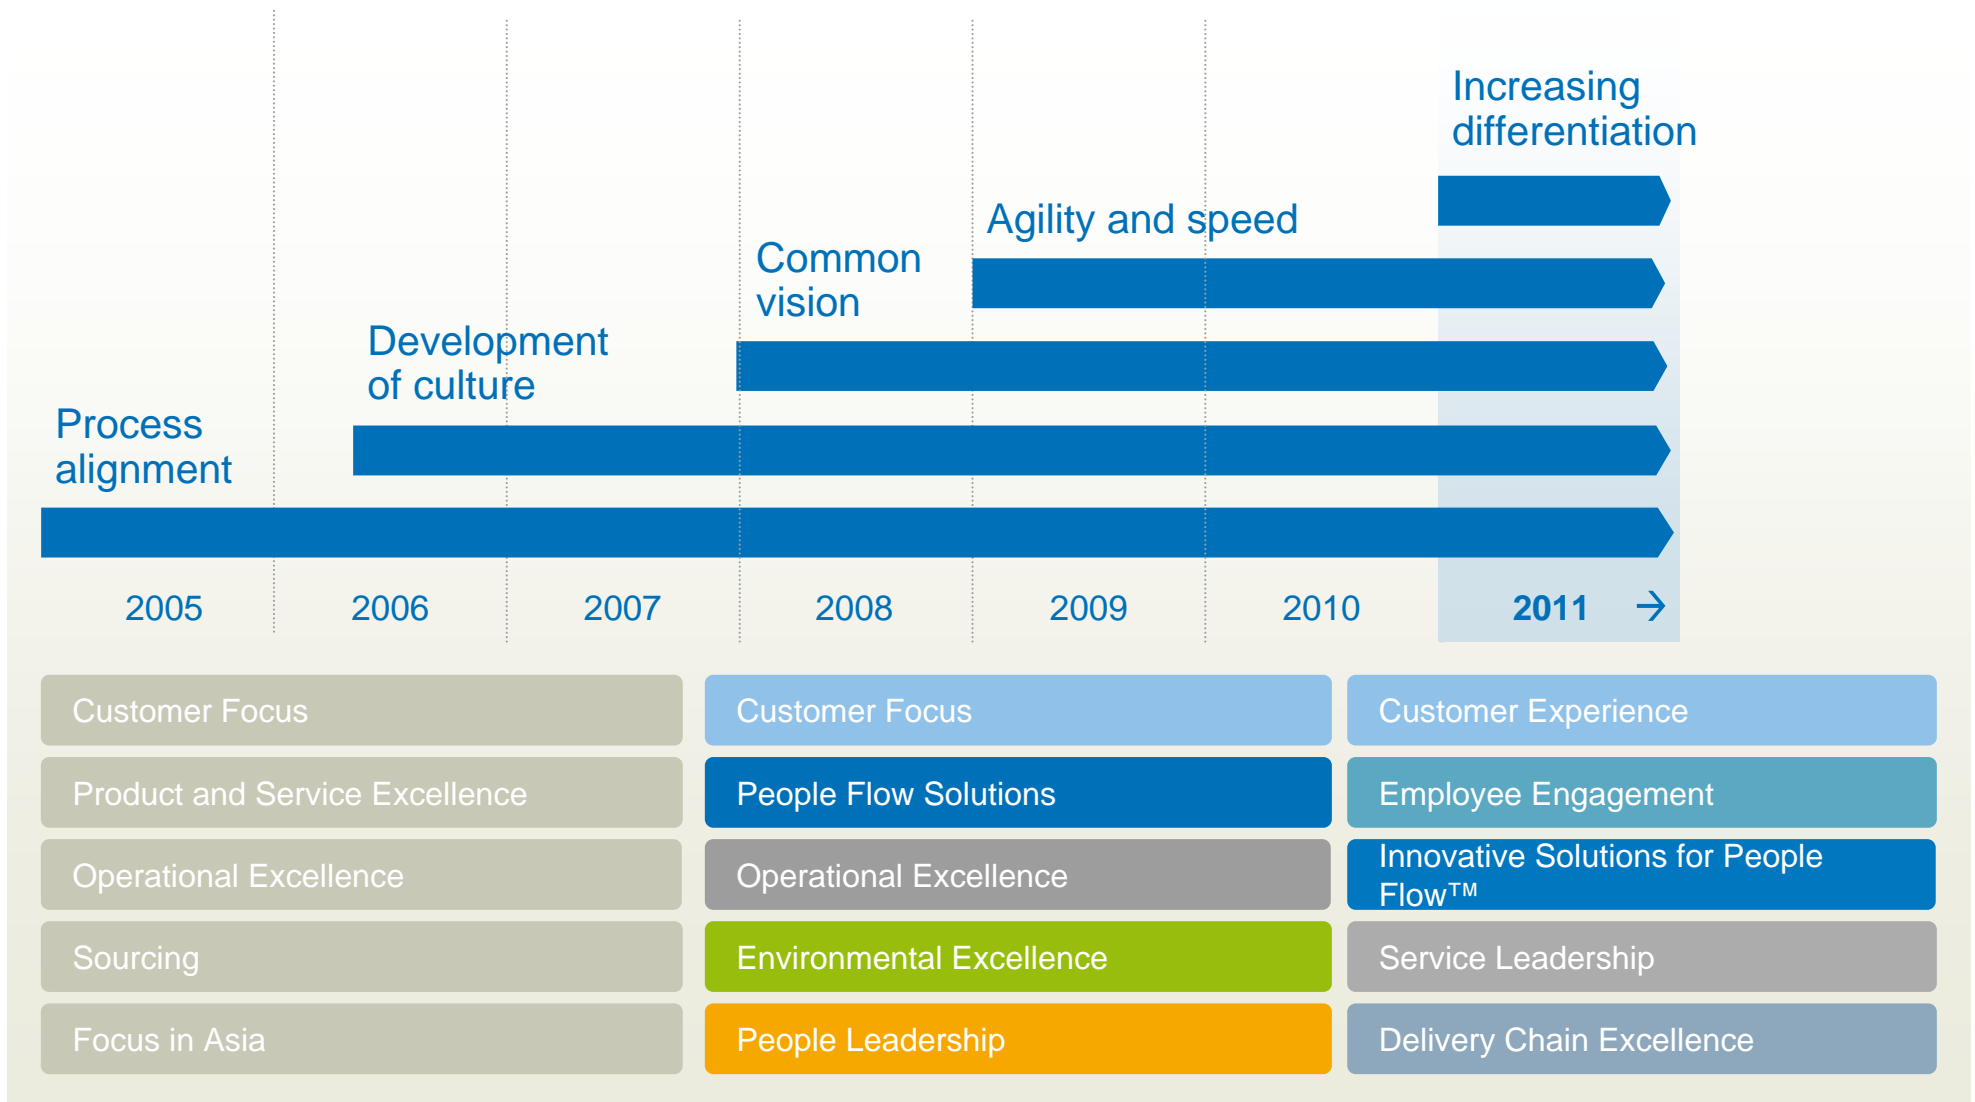 Increasing
differentiation
Agility and speed
Common
vision
Development
of culture
Process
alignment
2005 2006 2007 2008 2009 2010 2011 →
Customer Focus
Product and Service Excellence
Operational Excellence
Sourcing
Focus in Asia
Customer Focus
People Flow Solutions
Operational Excellence
Environmental Excellence
People Leadership
Customer Experience
Employee Engagement
Innovative Solutions for People
Flow™
Service Leadership
Delivery Chain Excellence